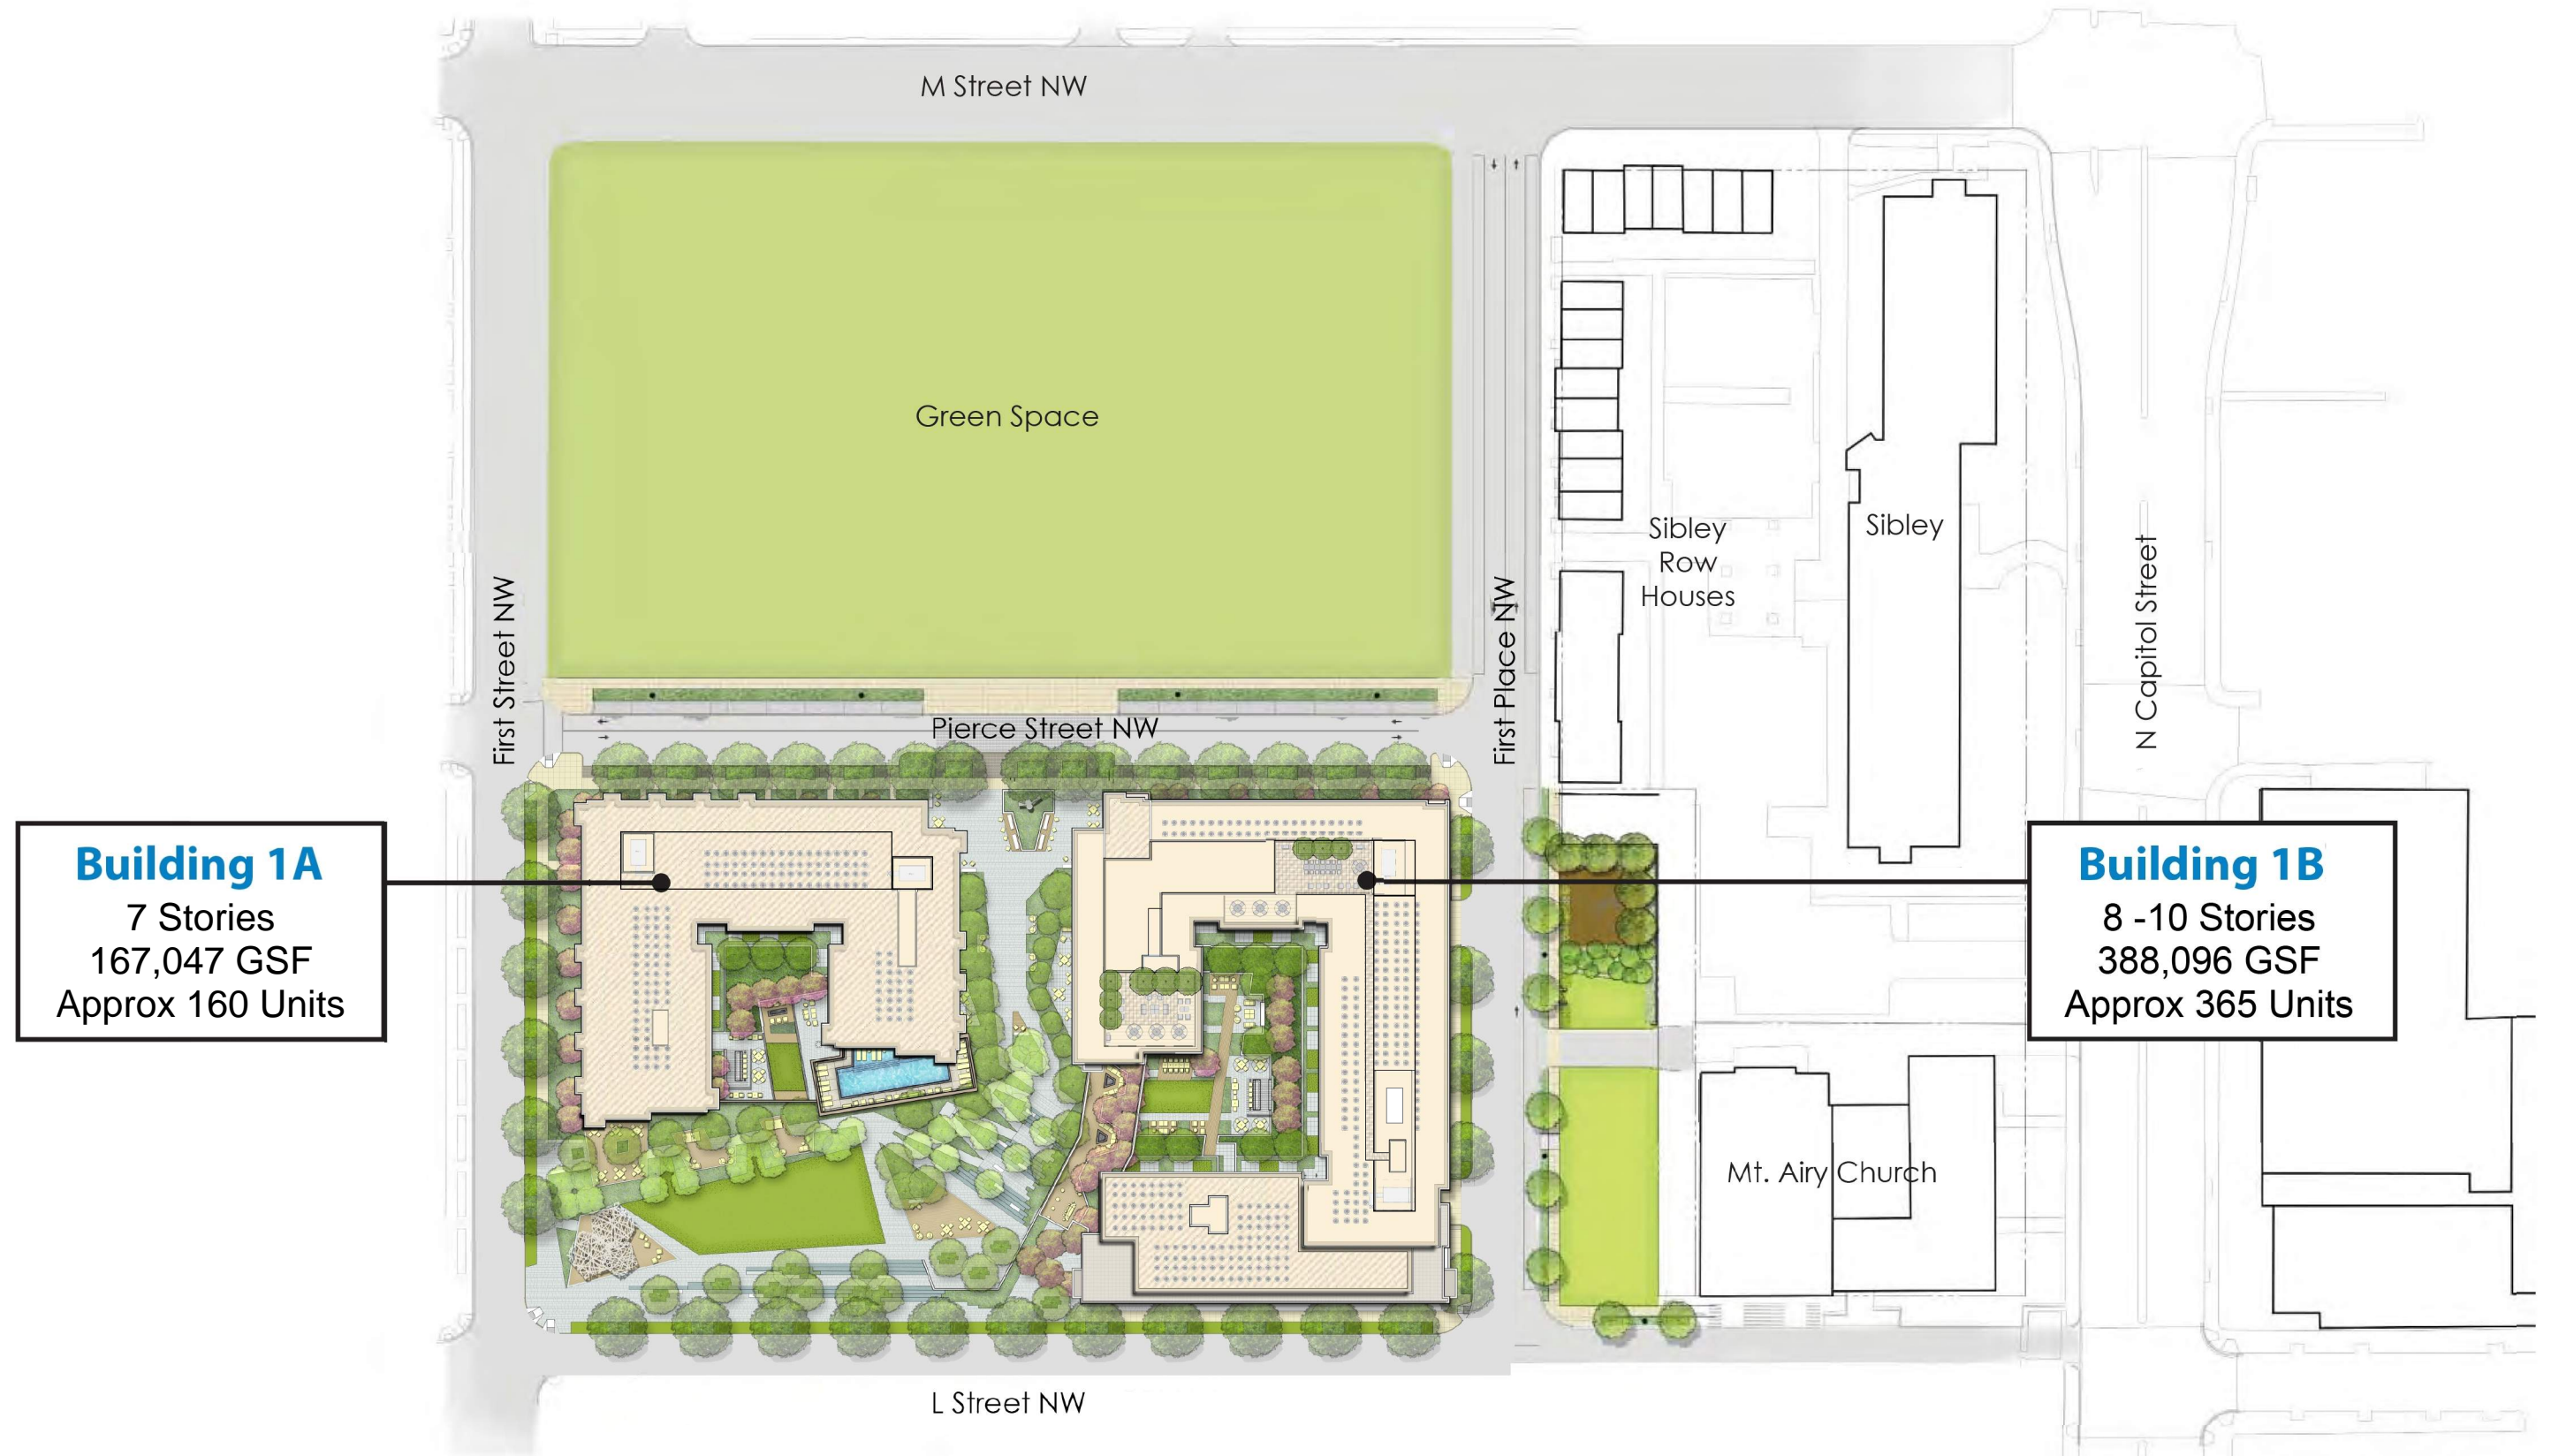 M Street NW
Green Space
Sibley
Row
Houses
Sibley
First Street NW
First Place NW
N Capitol Street
Pierce Street NW
Building 1A
7 Stories
167,047 GSF
Approx 160 Units
Building 1B
8 -10 Stories
388,096 GSF
Approx 365 Units
Mt. Airy Church
L Street NW